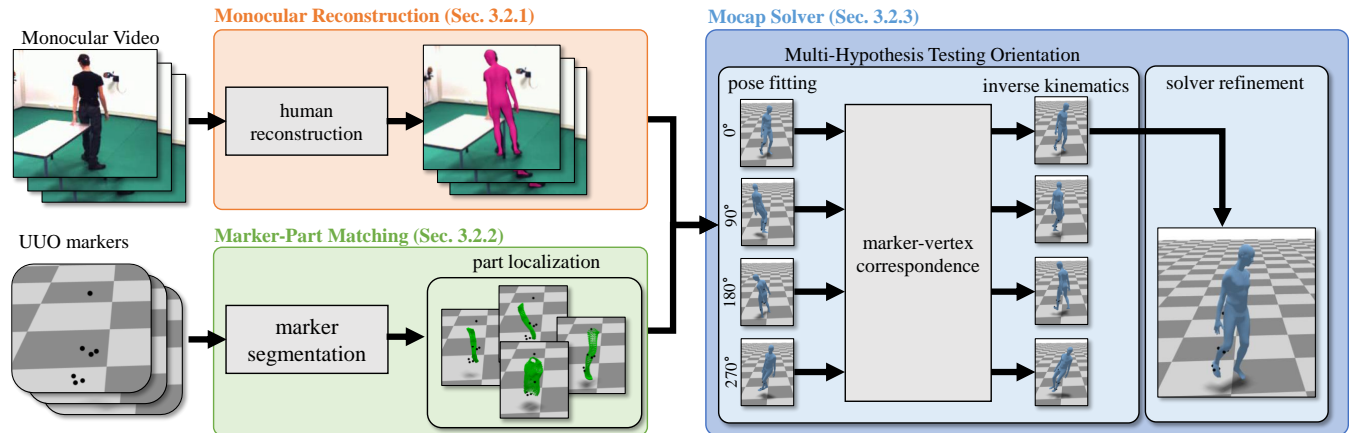 Monocular Reconstruction (Sec. 3.2.1)
Mocap Solver (Sec. 3.2.3)
Monocular Video
human
reconstruction
UUO markers
Marker-Part Matching (Sec. 3.2.2)
part localization
marker
segmentation
Multi-Hypothesis Testing Orientation
pose fitting
inverse kinematics
solver refinement
0°
90°
180°
270°
marker-vertex
correspondence